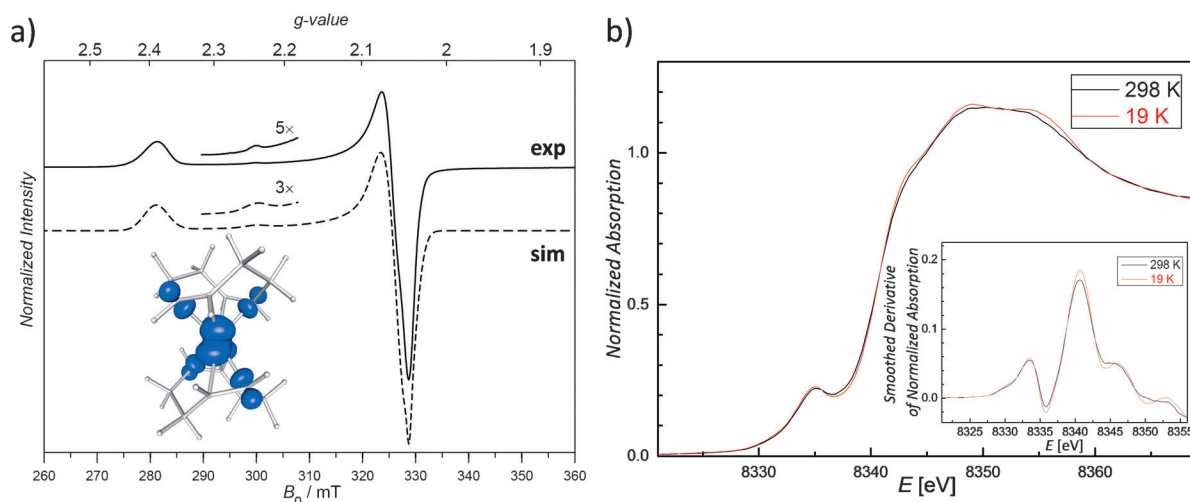 a)
g-value
2.5 2.4 2.3 2.2 2.1 2 1.9
5×
exp
3×
sim
Normalized Intensity
260 270 280 290 300 310 320 330 340 350 360
B0 / mT
b)
298 K
19 K
1.0
0.5
0.0
Normalized Absorption
8330 8340 8350 8360
E [eV]
298 K
19 K
0.2
0.1
0.0
Smoothed Derivative
of Normalized Absorption
8325 8330 8335 8340 8345 8350 8355
E [eV]